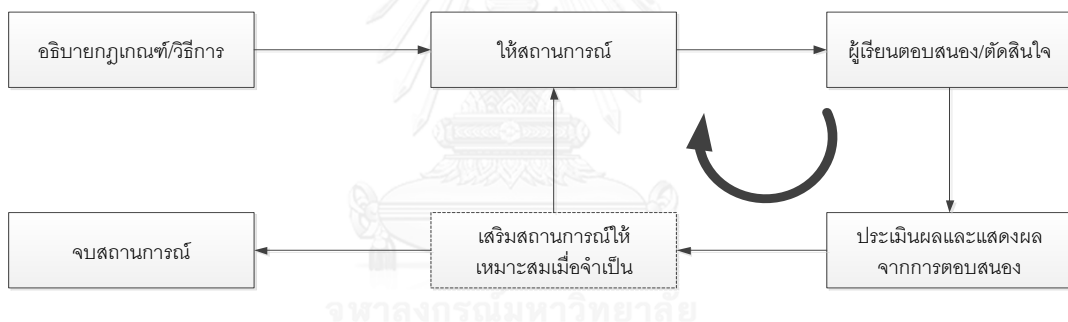 อธิบายกฎเกณฑ์/วิธีการ
ให้สถานการณ์
ผู้เรียนตอบสนอง/ตัดสินใจ
จบสถานการณ์
เสริมสถานการณ์ให้
เหมาะสมเมื่อจำเป็น
ประเมินผลและแสดงผล
จากการตอบสนอง
จุฬาลงกรณ์มหาวิทยาลัย